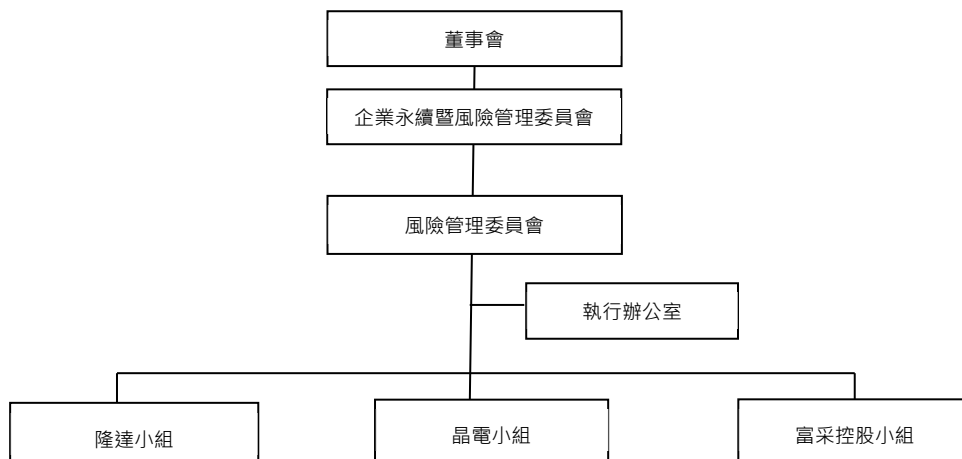 董事會
企業永續暨風險管理委員會
風險管理委員會
執行辦公室
隆達小組
晶電小組
富采控股小組